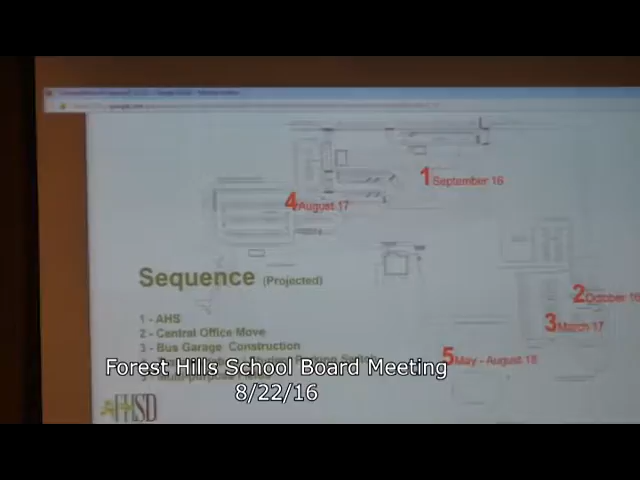 1 September 16
4 August 17
Sequence (Projected)
2 October 16
1 - AHS
2 - Central Office Move
3 March 17
3 - Bus Garage Construction
5 May - August 18
Forest Hills School Board Meeting
8/22/16
FHSD